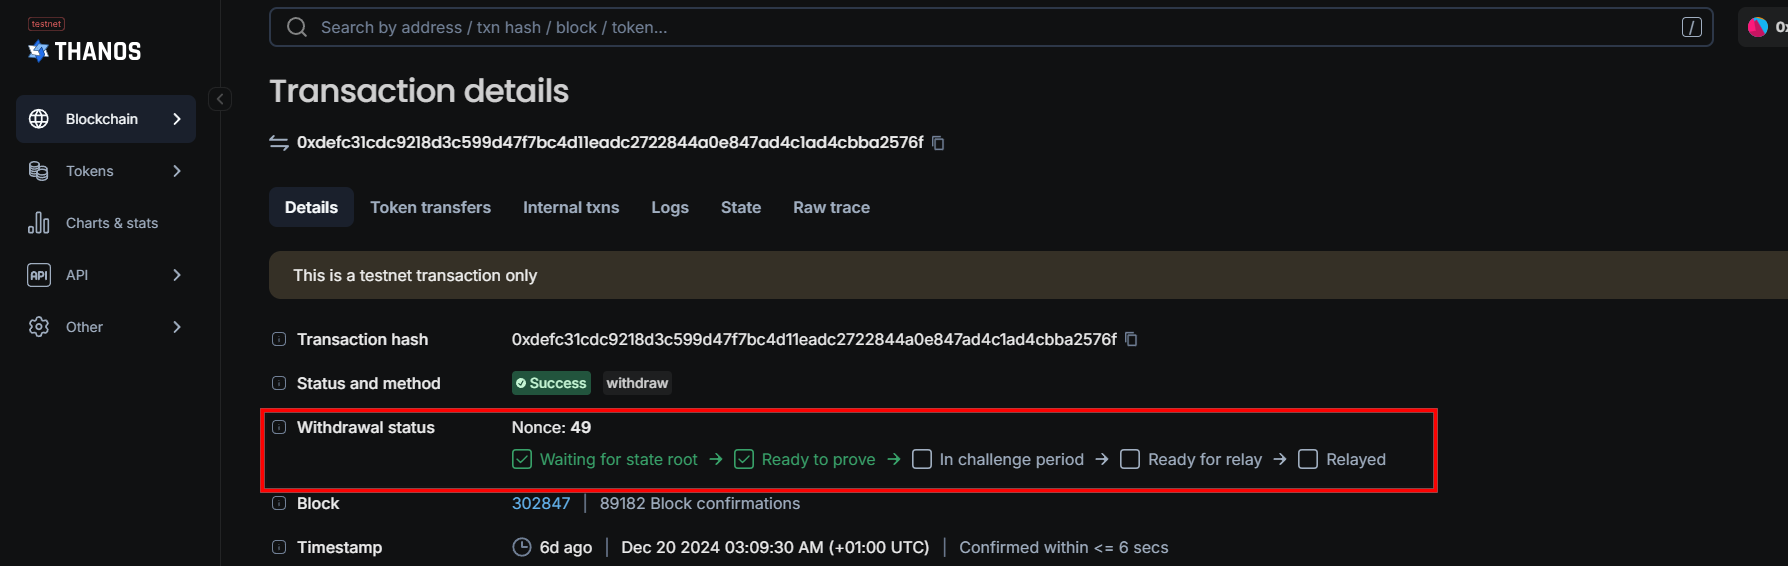 testnet
THANOS
Search by address / txn hash / block / token...
/
0x
Transaction details
Blockchain
0xdefc31cdc9218d3c599d47f7bc4d11eadc2722844a0e847ad4c1ad4cbba2576f
Tokens
Details Token transfers Internal txns Logs State Raw trace
Charts & stats
API API
This is a testnet transaction only
Other
Transaction hash 0xdefc31cdc9218d3c599d47f7bc4d11eadc2722844a0e847ad4c1ad4cbba2576f
Status and method Success withdraw
Withdrawal status Nonce: 49
Waiting for state root → Ready to prove → In challenge period → Ready for relay → Relayed
Block 302847 | 89182 Block confirmations
Timestamp 6d ago | Dec 20 2024 03:09:30 AM (+01:00 UTC) | Confirmed within <= 6 secs